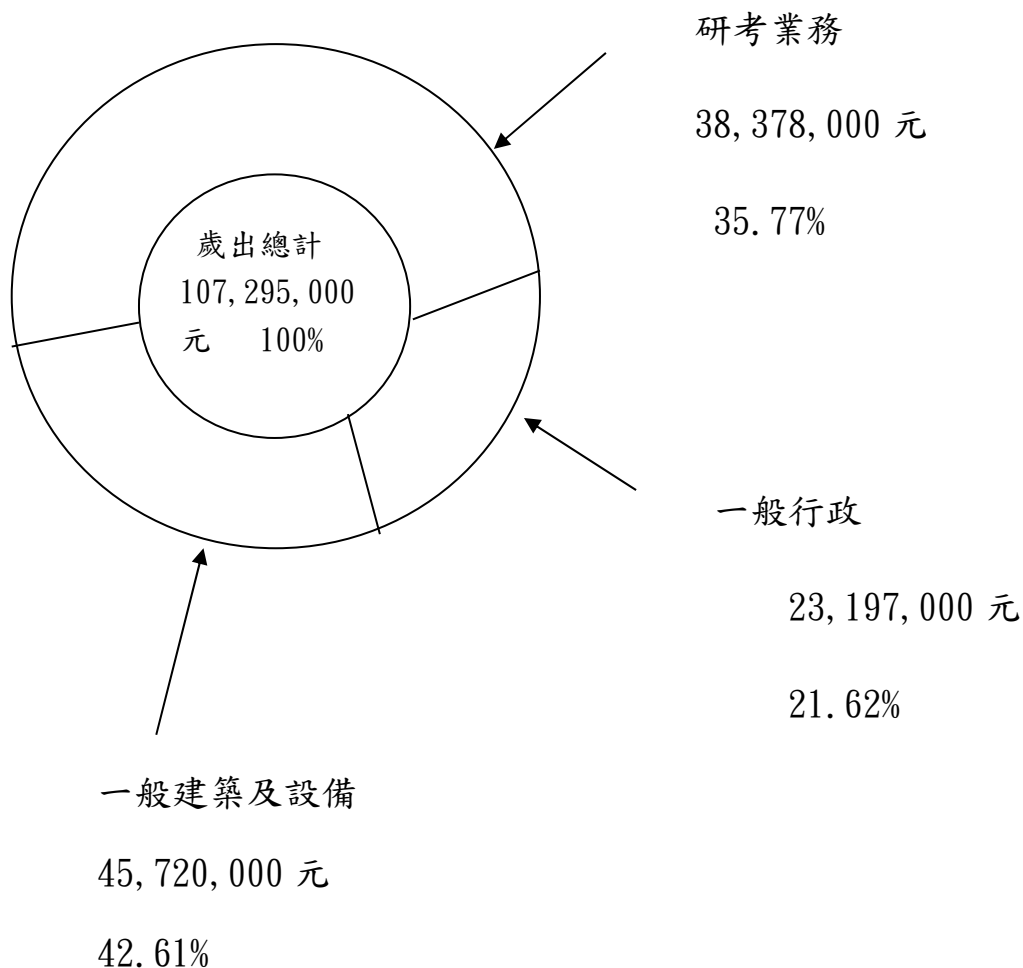 研考業務
38,378,000 元
35.77%
歲出總計
107,295,000
元 100%
一般行政
23,197,000 元
21.62%
一般建築及設備
45,720,000 元
42.61%